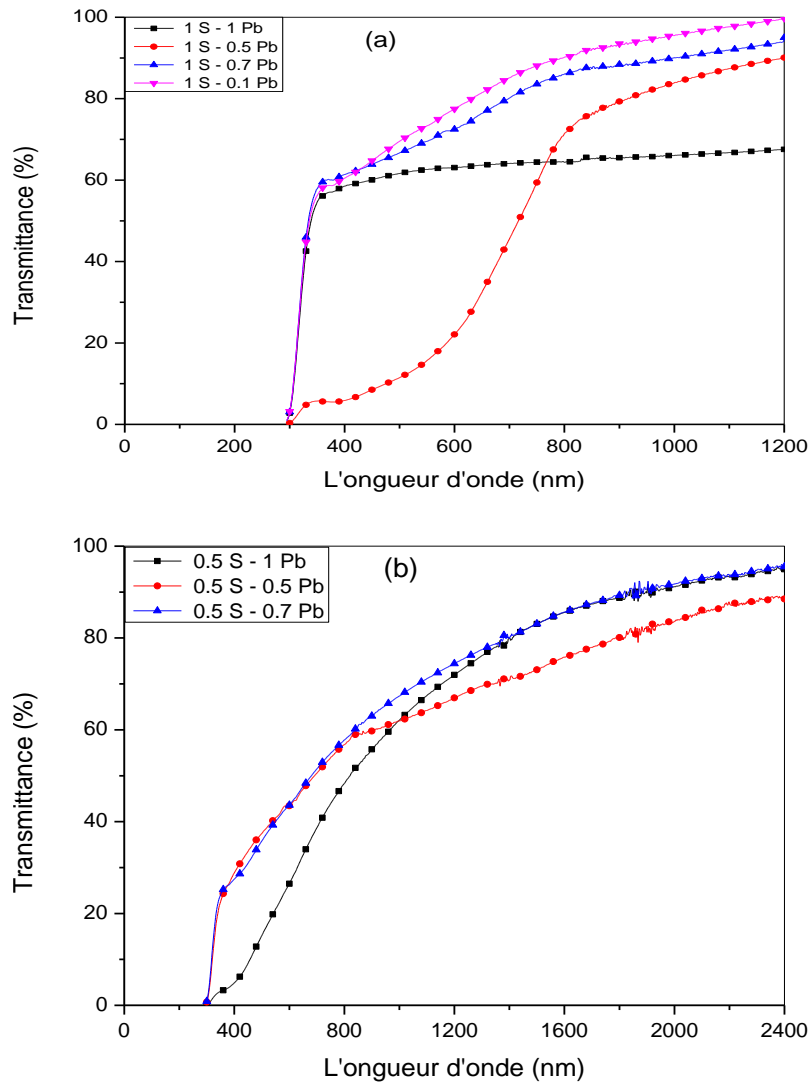 (a)
1 S - 1 Pb
1 S - 0.5 Pb
1 S - 0.7 Pb
1 S - 0.1 Pb
Transmittance (%)
100
80
60
40
20
0
0 200 400 600 800 1000 1200
L'ongueur d'onde (nm)
(b)
0.5 S - 1 Pb
0.5 S - 0.5 Pb
0.5 S - 0.7 Pb
Transmittance (%)
100
80
60
40
20
0
0 400 800 1200 1600 2000 2400
L'ongueur d'onde (nm)